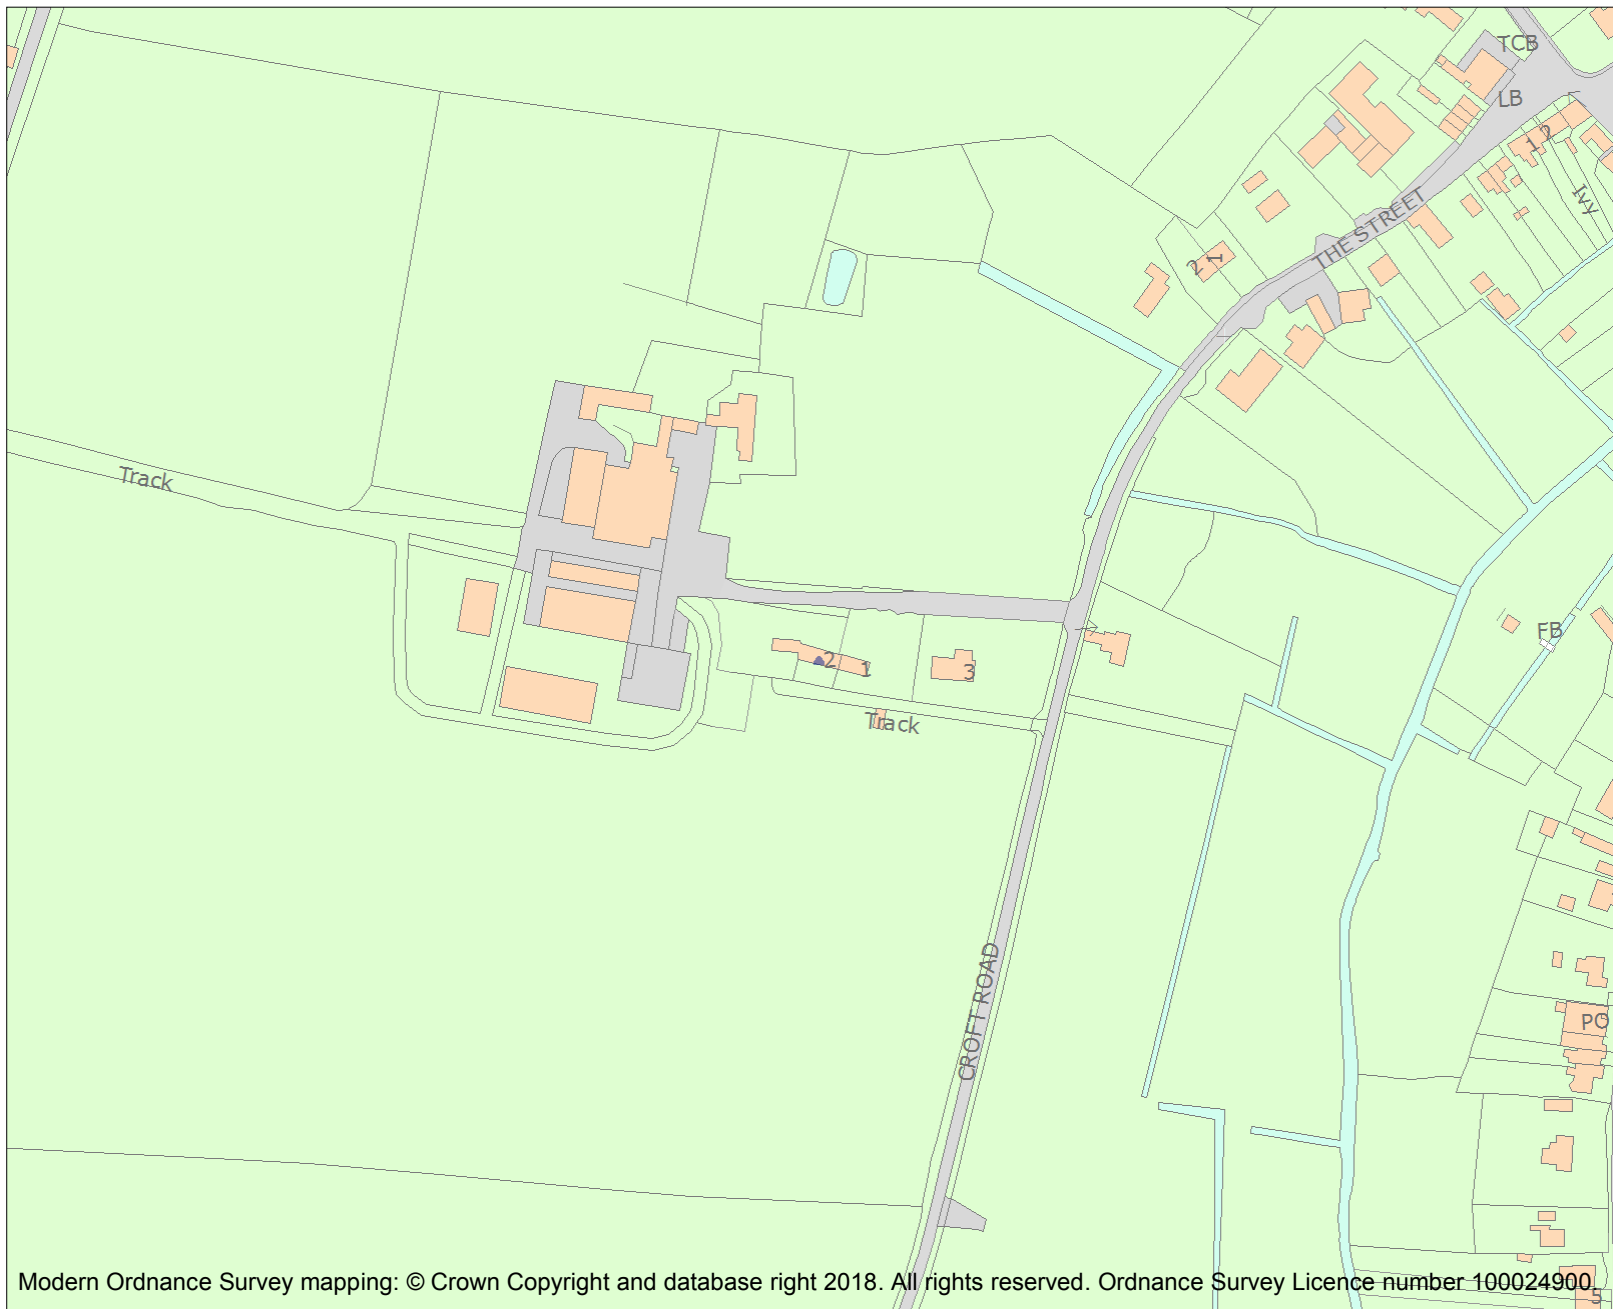 TCB
LB
1 2
Ivy
THE STREET
2 1
Track
FB
2
1
3
Track
CROFT ROAD
PO
Modern Ordnance Survey mapping: © Crown Copyright and database right 2018. All rights reserved. Ordnance Survey Licence number 100024900.
5